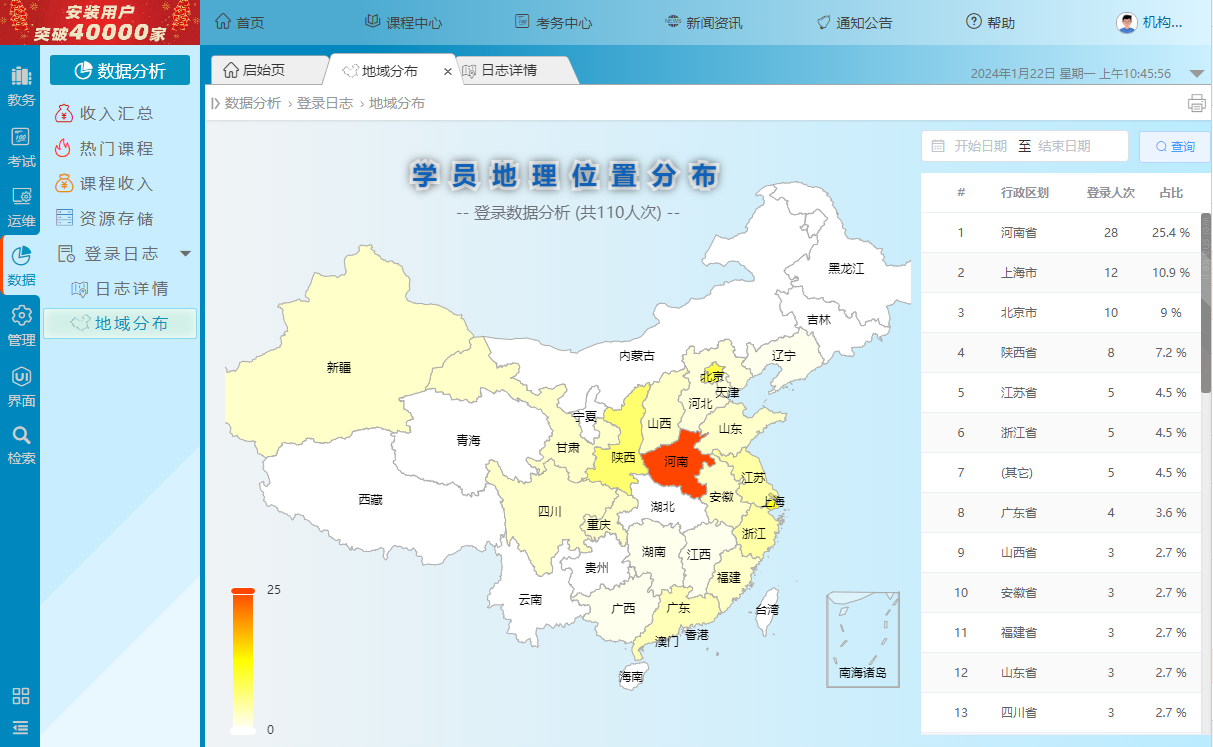 安装用户
突破40000家
首页
课程中心
考务中心
NEWS
新闻资讯
通知公告
帮助
机构...
教务
考试
运维
数据
管理
界面
检索
数据分析
收入汇总
热门课程
课程收入
资源存储
登录日志
日志详情
地域分布
启始页
地域分布 ×
日志详情
2024年1月22日 星期一 上午10:45:56
数据分析 › 登录日志 › 地域分布
学员地理位置分布
-- 登录数据分析 (共110人次) --
黑龙江
吉林
辽宁
内蒙古
新疆
北京
天津
河北
宁夏
山西
山东
青海
甘肃
陕西
河南
江苏
西藏
安徽
上海
四川
湖北
重庆
浙江
湖南
江西
贵州
福建
云南
广西
广东
台湾
香港
澳门
海南
南海诸岛
25
0
开始日期 至 结束日期
查询
# 行政区划 登录人次 占比
1 河南省 28 25.4 %
2 上海市 12 10.9 %
3 北京市 10 9 %
4 陕西省 8 7.2 %
5 江苏省 5 4.5 %
6 浙江省 5 4.5 %
7 (其它) 5 4.5 %
8 广东省 4 3.6 %
9 山西省 3 2.7 %
10 安徽省 3 2.7 %
11 福建省 3 2.7 %
12 山东省 3 2.7 %
13 四川省 3 2.7 %